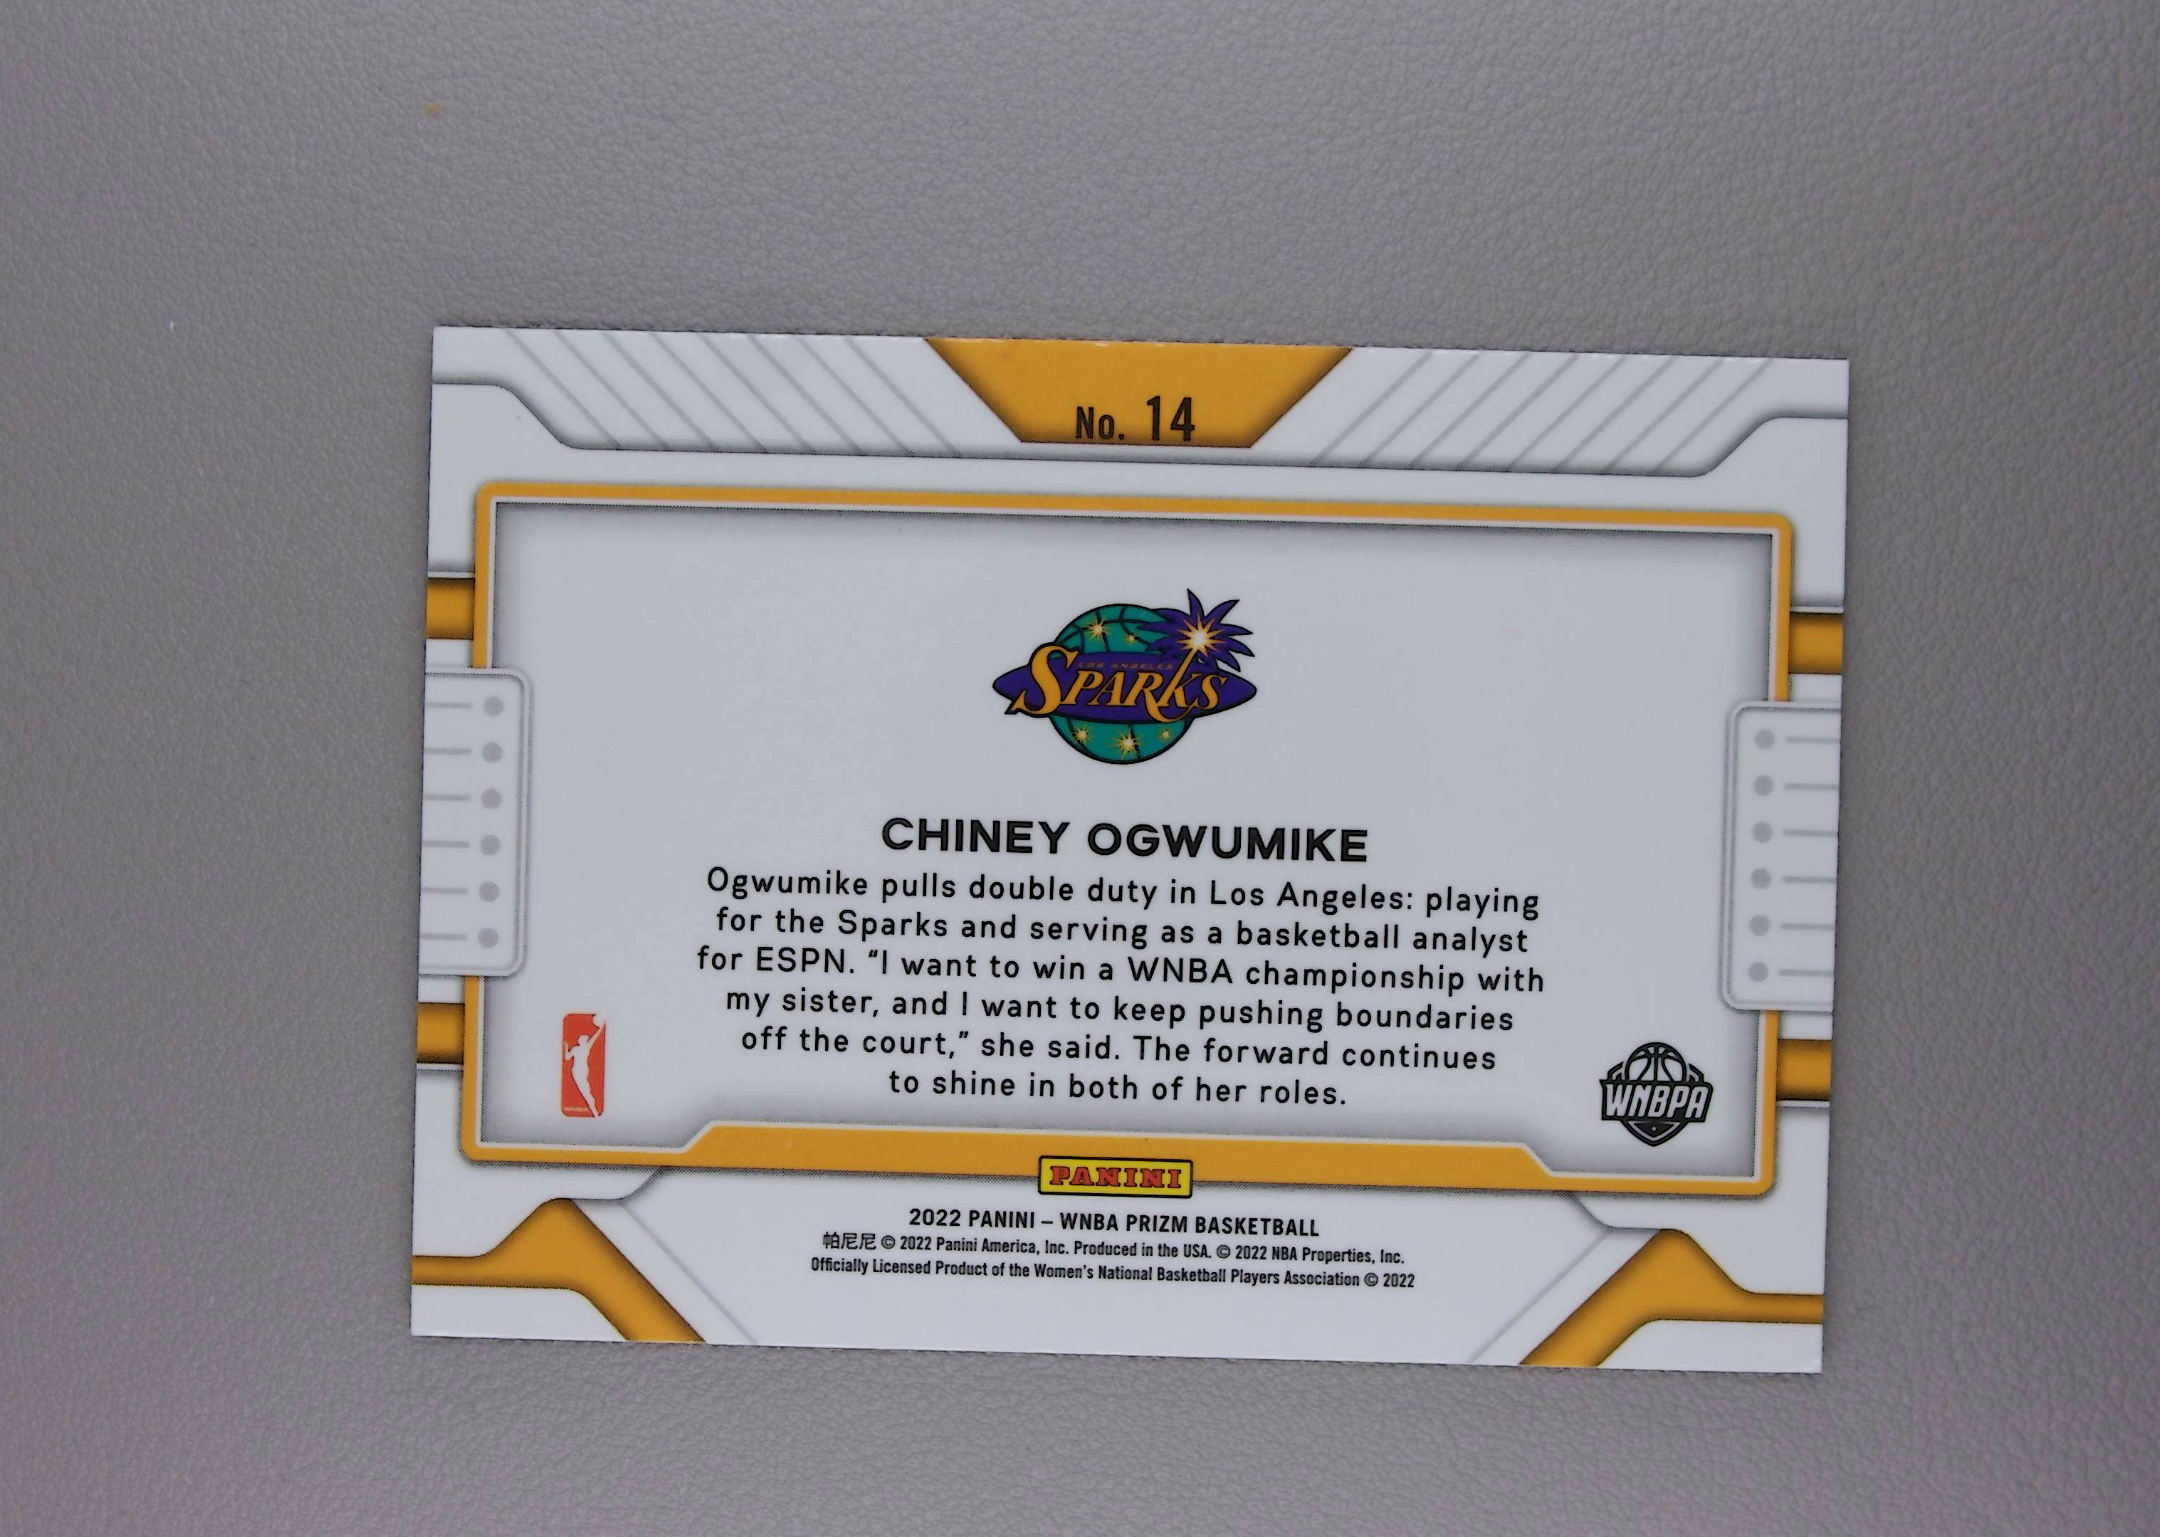 No. 14
LOS ANGELES
SPARKS
CHINEY OGWUMIKE
Ogwumike pulls double duty in Los Angeles: playing
for the Sparks and serving as a basketball analyst
for ESPN. “I want to win a WNBA championship with
my sister, and I want to keep pushing boundaries
off the court,” she said. The forward continues
to shine in both of her roles.
WNBPA
PANINI
2022 PANINI – WNBA PRIZM BASKETBALL
帕尼尼 © 2022 Panini America, Inc. Produced in the USA. © 2022 NBA Properties, Inc.
Officially Licensed Product of the Women's National Basketball Players Association © 2022